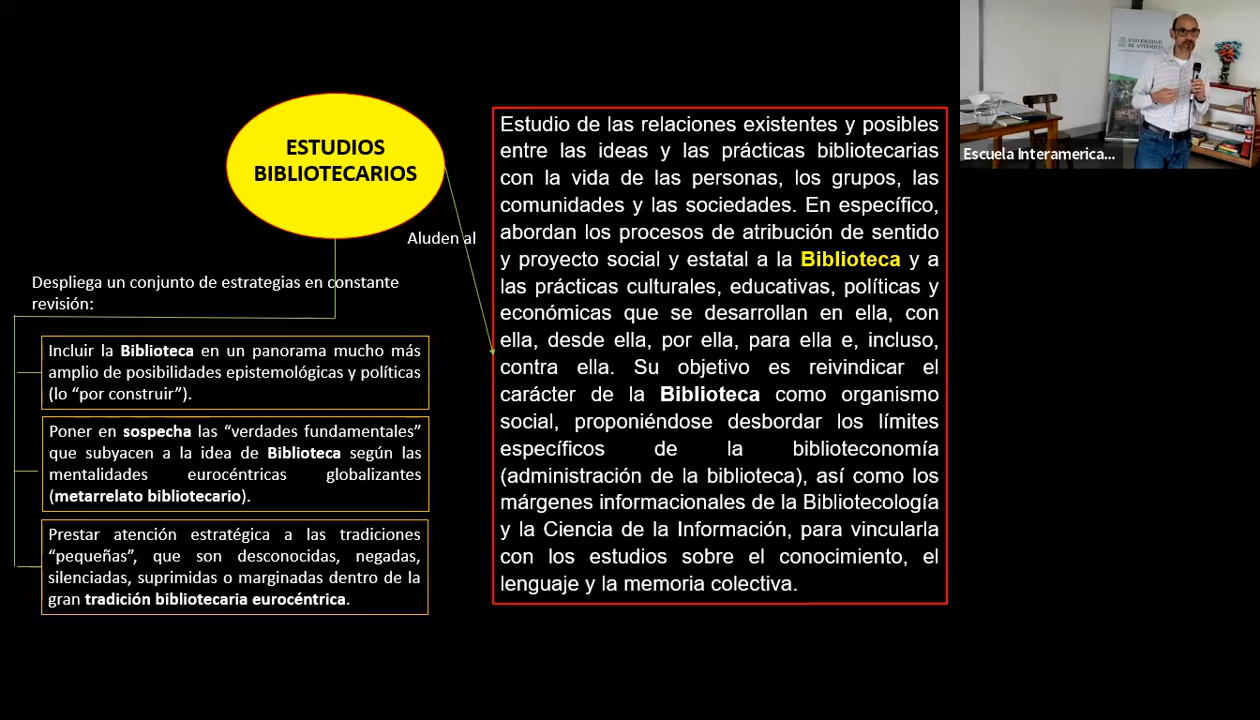 ESTUDIOS
BIBLIOTECARIOS
Aluden al
Despliega un conjunto de estrategias en constante
revisión:
Incluir la Biblioteca en un panorama mucho más
amplio de posibilidades epistemológicas y políticas
(lo “por construir”).
Poner en sospecha las “verdades fundamentales”
que subyacen a la idea de Biblioteca según las
mentalidades eurocéntricas globalizantes
(metarrelato bibliotecario).
Prestar atención estratégica a las tradiciones
“pequeñas”, que son desconocidas, negadas,
silenciadas, suprimidas o marginadas dentro de la
gran tradición bibliotecaria eurocéntrica.
Estudio de las relaciones existentes y posibles
entre las ideas y las prácticas bibliotecarias
con la vida de las personas, los grupos, las
comunidades y las sociedades. En específico,
abordan los procesos de atribución de sentido
y proyecto social y estatal a la Biblioteca y a
las prácticas culturales, educativas, políticas y
económicas que se desarrollan en ella, con
ella, desde ella, por ella, para ella e, incluso,
contra ella. Su objetivo es reivindicar el
carácter de la Biblioteca como organismo
social, proponiéndose desbordar los límites
específicos de la biblioteconomía
(administración de la biblioteca), así como los
márgenes informacionales de la Bibliotecología
y la Ciencia de la Información, para vincularla
con los estudios sobre el conocimiento, el
lenguaje y la memoria colectiva.
UNIVERSIDAD
DE ANTIOQUIA
Escuela Interamerica...